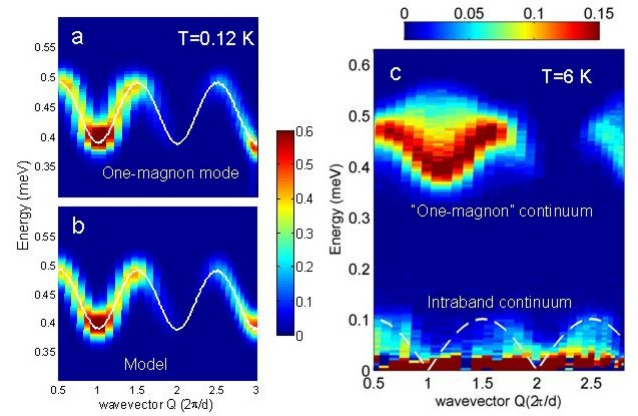 a
T=0.12 K
0.55
0.5
0.45
0.4
0.35
One-magnon mode
Energy (meV)
b
0.55
0.5
0.45
0.4
0.35
Model
0.5 1 1.5 2 2.5 3
wavevector Q (2π/d)
0.6
0.5
0.4
0.3
0.2
0.1
0
0 0.05 0.10 0.15
c
T=6 K
0.6
0.5
0.4
0.3
0.2
0.1
0
Energy (meV)
"One-magnon" continuum
Intraband continuum
0.5 1 1.5 2 2.5
wavevector Q(2π/d)